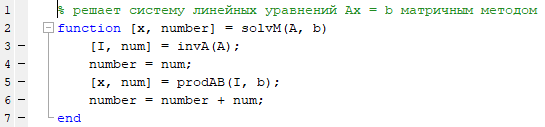 1 % решает систему линейных уравнений Ax = b матричным методом
2 function [x, number] = solvM(A, b)
3 — [I, num] = invA(A);
4 — number = num;
5 — [x, num] = prodAB(I, b);
6 — number = number + num;
7 — end